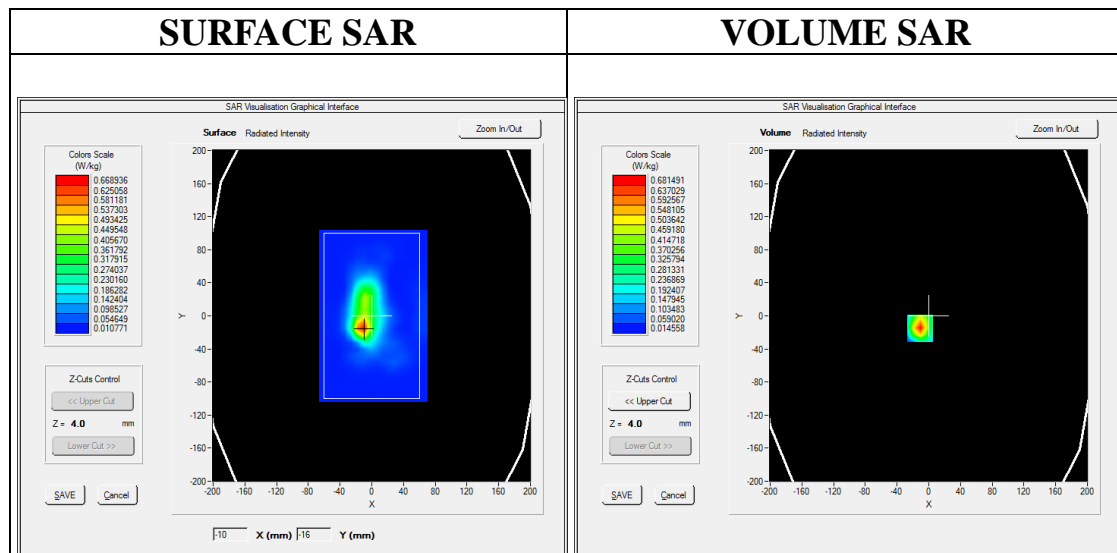 SURFACE SAR
VOLUME SAR
SAR Visualisation Graphical Interface
Surface Radiated Intensity
Zoom In/Out
Colors Scale
(W/kg)
0.668936
0.625058
0.581181
0.537303
0.493425
0.449548
0.405670
0.361792
0.317915
0.274037
0.230160
0.186282
0.142404
0.098527
0.054649
0.010771
Z-Cuts Control
<< Upper Cut
Z = 4.0 mm
Lower Cut >>
SAVE Cancel
Y
200
160
120
80
40
0
-40
-80
-120
-160
-200
-200 -160 -120 -80 -40 0 40 80 120 160 200
X
-10 X (mm) -16 Y (mm)
SAR Visualisation Graphical Interface
Volume Radiated Intensity
Zoom In/Out
Colors Scale
(W/kg)
0.681491
0.637029
0.592567
0.548105
0.503642
0.459180
0.414718
0.370256
0.325794
0.281331
0.236869
0.192407
0.147945
0.103483
0.059020
0.014558
Z-Cuts Control
<< Upper Cut
Z = 4.0 mm
Lower Cut >>
SAVE Cancel
Y
200
160
120
80
40
0
-40
-80
-120
-160
-200
-200 -160 -120 -80 -40 0 40 80 120 160 200
X